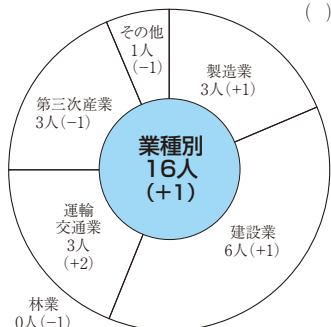 (　)
その他
1人
(-1)
製造業
3人(+1)
第三次産業
3人(-1)
業種別
16人
(+1)
運輸
交通業
3人
(+2)
建設業
6人(+1)
林業
0人(-1)